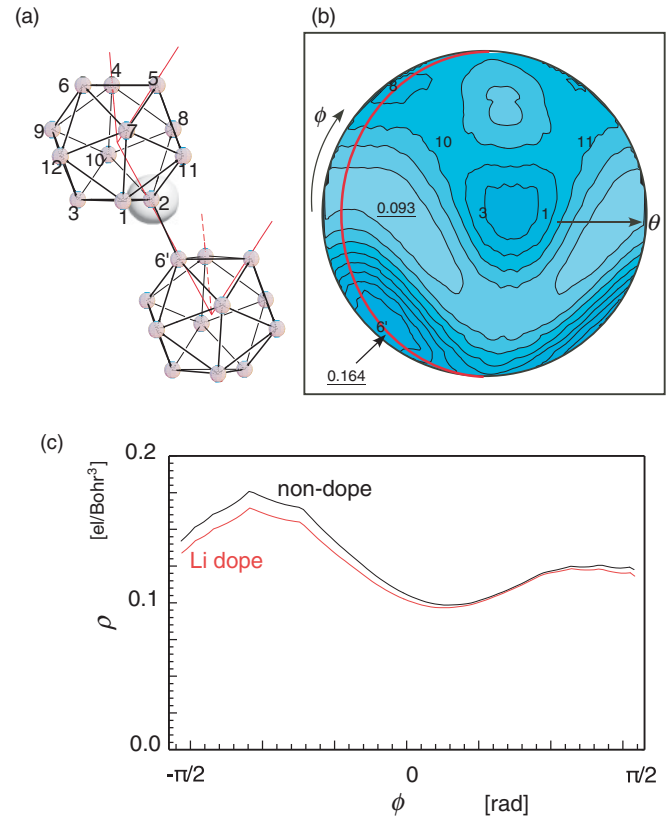 (a)
4
5
6
9
7
8
10
12
11
3
1
2
6'
(b)
8
ϕ
10
11
0.093
3
1
θ
6'
0.164
(c)
0.2
[el/Bohr³]
non-dope
Li dope
0.1
ρ
0.0
-π/2
0
π/2
ϕ
[rad]